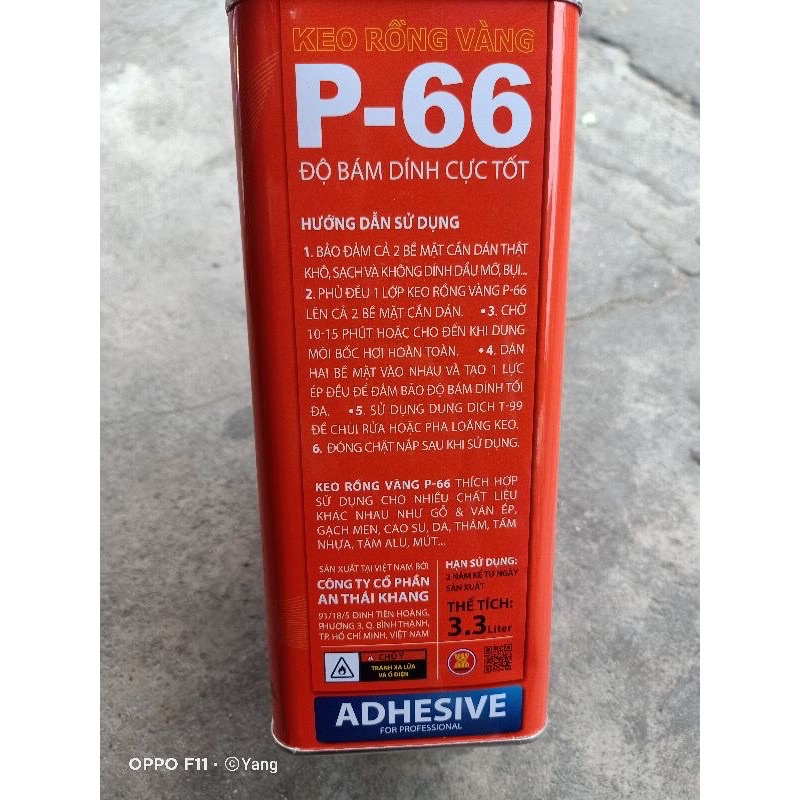 KEO RỒNG VÀNG
P-66
ĐỘ BÁM DÍNH CỰC TỐT
HƯỚNG DẪN SỬ DỤNG
1. BẢO ĐẢM CẢ 2 BỀ MẶT CẦN DÁN THẬT
KHÔ, SẠCH VÀ KHÔNG DÍNH DẦU MỠ, BỤI...
2. PHỦ ĐỀU 1 LỚP KEO RỒNG VÀNG P-66
LÊN CẢ 2 BỀ MẶT CẦN DÁN. •3. CHỜ
10-15 PHÚT HOẶC CHO ĐẾN KHI DUNG
MÔI BỐC HƠI HOÀN TOÀN. •4. DÁN
HAI BỀ MẶT VÀO NHAU VÀ TẠO 1 LỰC
ÉP ĐỀU ĐỂ ĐẢM BẢO ĐỘ BÁM DÍNH TỐI
ĐA. •5. SỬ DỤNG DUNG DỊCH T-99
ĐỂ CHÙI RỬA HOẶC PHA LOÃNG KEO.
6. ĐÓNG CHẶT NẮP SAU KHI SỬ DỤNG.
KEO RỒNG VÀNG P-66 THÍCH HỢP
SỬ DỤNG CHO NHIỀU CHẤT LIỆU
KHÁC NHAU NHƯ GỖ & VÁN ÉP,
GẠCH MEN, CAO SU, DA, THẢM, TẤM
NHỰA, TẤM ALU, MÚT...
SẢN XUẤT TẠI VIỆT NAM BỞI
CÔNG TY CỔ PHẦN
AN THÁI KHANG
91/18/5 ĐINH TIÊN HOÀNG,
PHƯỜNG 3, Q. BÌNH THẠNH,
TP. HỒ CHÍ MINH, VIỆT NAM
HẠN SỬ DỤNG:
2 NĂM KỂ TỪ NGÀY
SẢN XUẤT
THỂ TÍCH:
3.3 Liter
CHÚ Ý
TRÁNH XA LỬA
VÀ Ổ ĐIỆN
ADHESIVE
FOR PROFESSIONAL
OPPO F11 · ©Yang